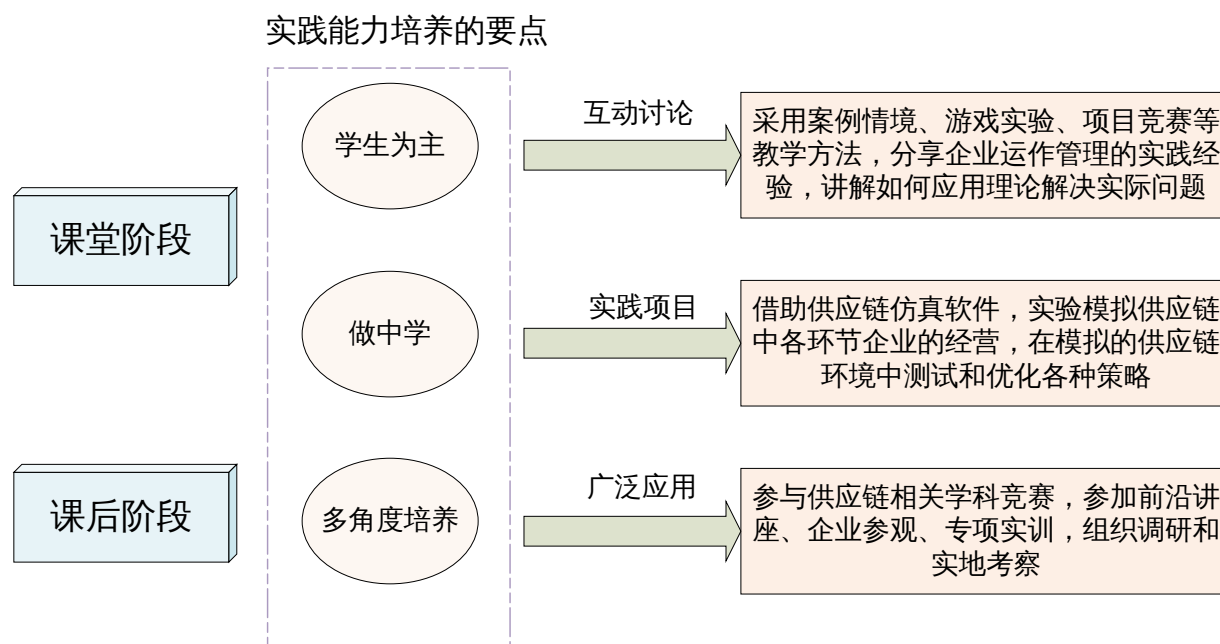 实践能力培养的要点
课堂阶段
学生为主
互动讨论
采用案例情境、游戏实验、项目竞赛等
教学方法，分享企业运作管理的实践经
验，讲解如何应用理论解决实际问题
做中学
实践项目
借助供应链仿真软件，实验模拟供应链
中各环节企业的经营，在模拟的供应链
环境中测试和优化各种策略
课后阶段
多角度培养
广泛应用
参与供应链相关学科竞赛，参加前沿讲
座、企业参观、专项实训，组织调研和
实地考察